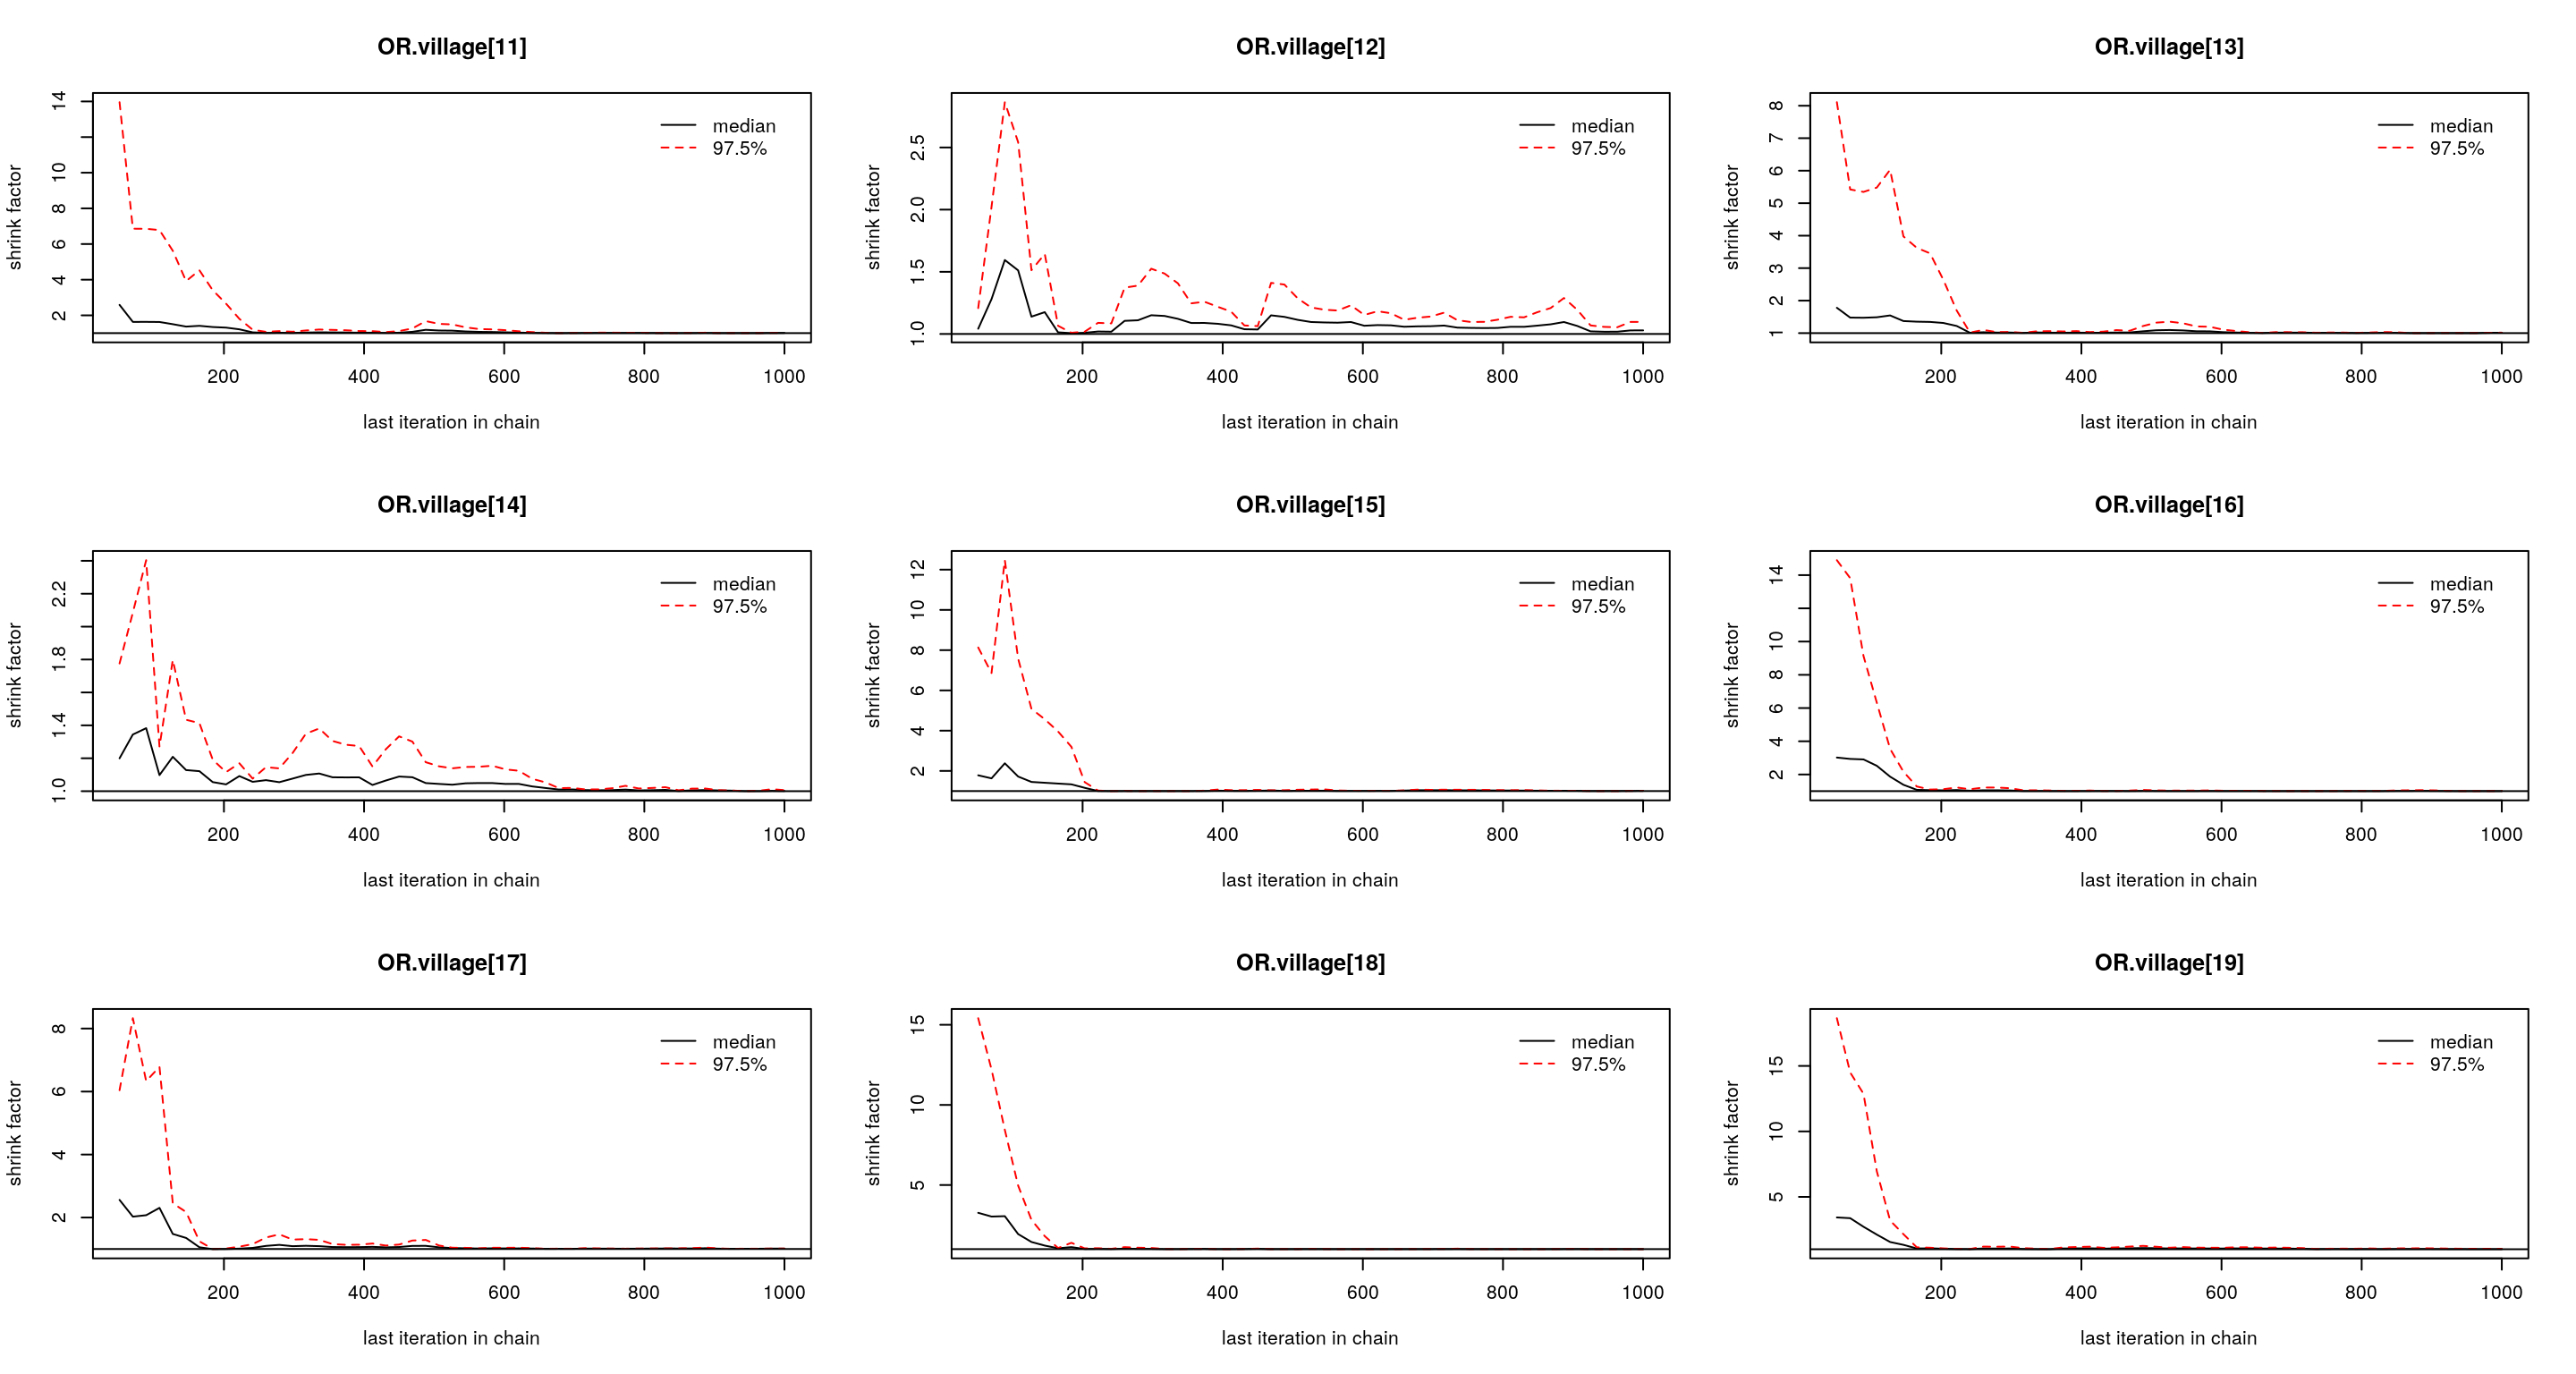 OR.village[11]
shrink factor
2 4 6 8 10 14
median
97.5%
200 400 600 800 1000
last iteration in chain
OR.village[12]
shrink factor
1.0 1.5 2.0 2.5
median
97.5%
200 400 600 800 1000
last iteration in chain
OR.village[13]
shrink factor
1 2 3 4 5 6 7 8
median
97.5%
200 400 600 800 1000
last iteration in chain
OR.village[14]
shrink factor
1.0 1.4 1.8 2.2
median
97.5%
200 400 600 800 1000
last iteration in chain
OR.village[15]
shrink factor
2 4 6 8 10 12
median
97.5%
200 400 600 800 1000
last iteration in chain
OR.village[16]
shrink factor
2 4 6 8 10 14
median
97.5%
200 400 600 800 1000
last iteration in chain
OR.village[17]
shrink factor
2 4 6 8
median
97.5%
200 400 600 800 1000
last iteration in chain
OR.village[18]
shrink factor
5 10 15
median
97.5%
200 400 600 800 1000
last iteration in chain
OR.village[19]
shrink factor
5 10 15
median
97.5%
200 400 600 800 1000
last iteration in chain